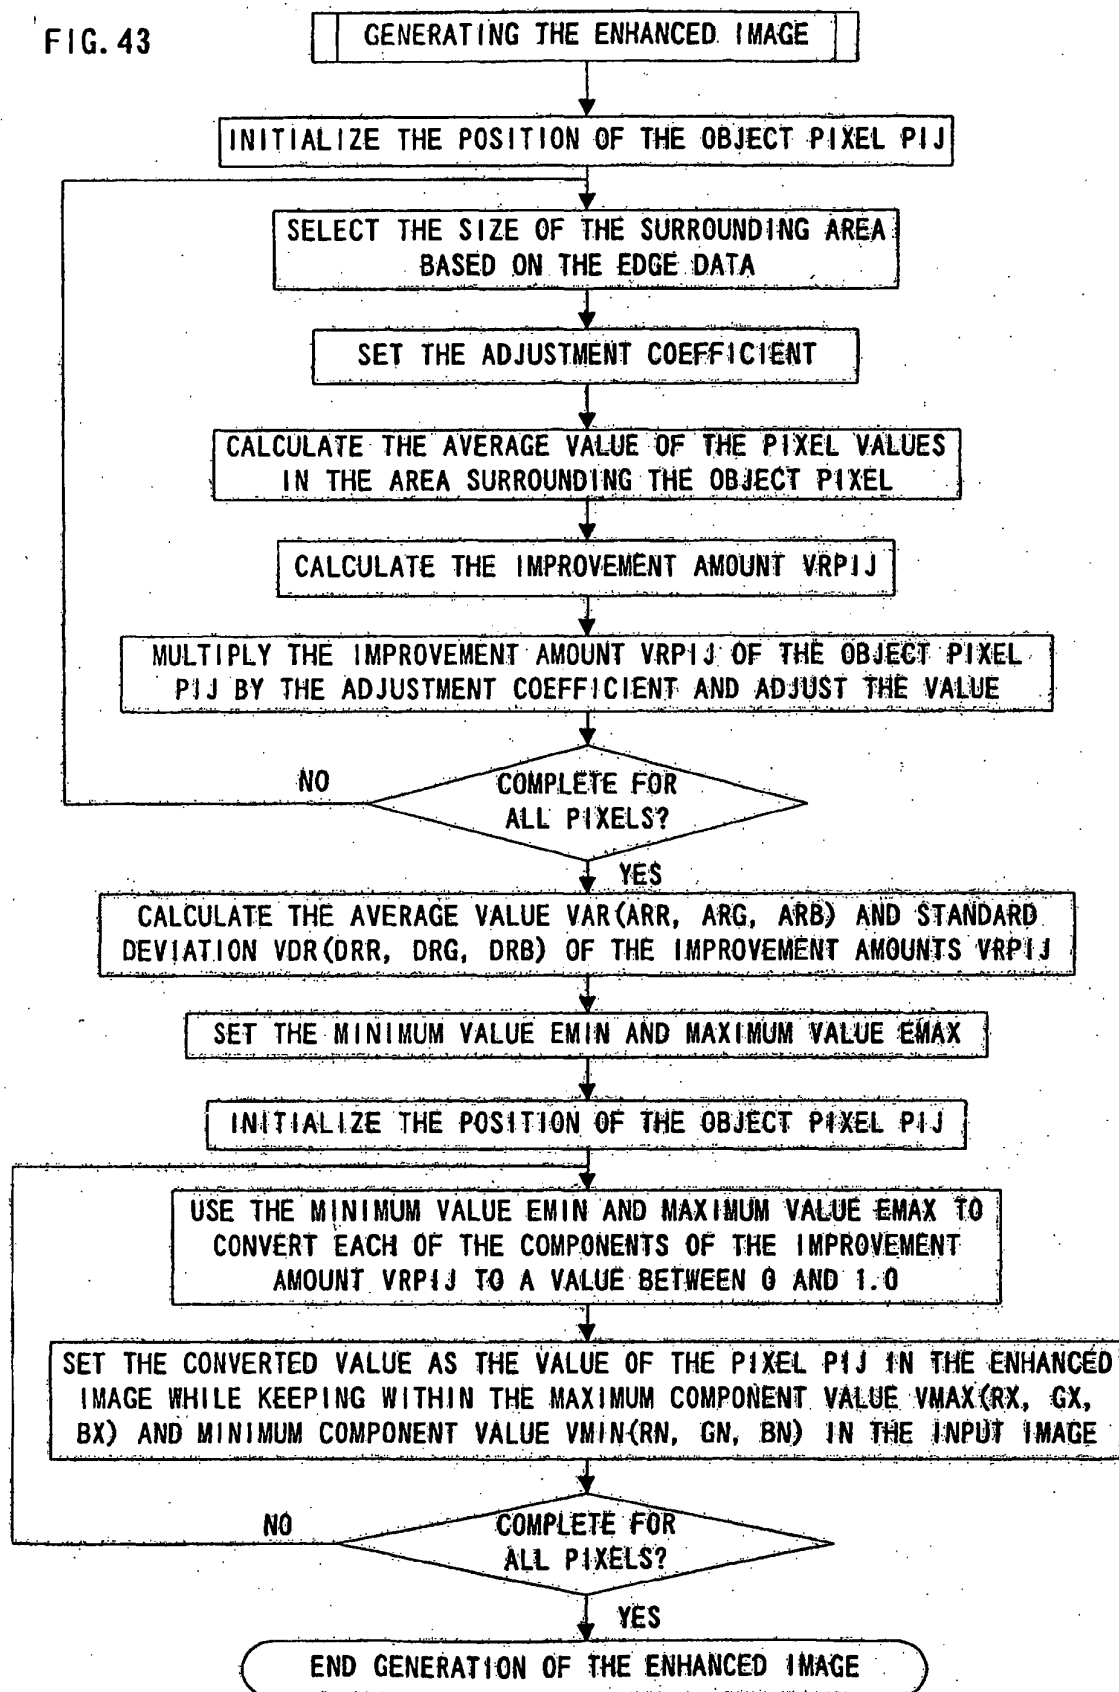 FIG. 43
GENERATING THE ENHANCED IMAGE
INITIALIZE THE POSITION OF THE OBJECT PIXEL PIJ
SELECT THE SIZE OF THE SURROUNDING AREA
BASED ON THE EDGE DATA
SET THE ADJUSTMENT COEFFICIENT
CALCULATE THE AVERAGE VALUE OF THE PIXEL VALUES
IN THE AREA SURROUNDING THE OBJECT PIXEL
CALCULATE THE IMPROVEMENT AMOUNT VRPIJ
MULTIPLY THE IMPROVEMENT AMOUNT VRPIJ OF THE OBJECT PIXEL
PIJ BY THE ADJUSTMENT COEFFICIENT AND ADJUST THE VALUE
NO
COMPLETE FOR
ALL PIXELS?
YES
CALCULATE THE AVERAGE VALUE VAR(ARR, ARG, ARB) AND STANDARD
DEVIATION VDR(DRR, DRG, DRB) OF THE IMPROVEMENT AMOUNTS VRPIJ
SET THE MINIMUM VALUE EMIN AND MAXIMUM VALUE EMAX
INITIALIZE THE POSITION OF THE OBJECT PIXEL PIJ
USE THE MINIMUM VALUE EMIN AND MAXIMUM VALUE EMAX TO
CONVERT EACH OF THE COMPONENTS OF THE IMPROVEMENT
AMOUNT VRPIJ TO A VALUE BETWEEN 0 AND 1.0
SET THE CONVERTED VALUE AS THE VALUE OF THE PIXEL PIJ IN THE ENHANCED
IMAGE WHILE KEEPING WITHIN THE MAXIMUM COMPONENT VALUE VMAX(RX, GX,
BX) AND MINIMUM COMPONENT VALUE VMIN(RN, GN, BN) IN THE INPUT IMAGE
NO
COMPLETE FOR
ALL PIXELS?
YES
END GENERATION OF THE ENHANCED IMAGE